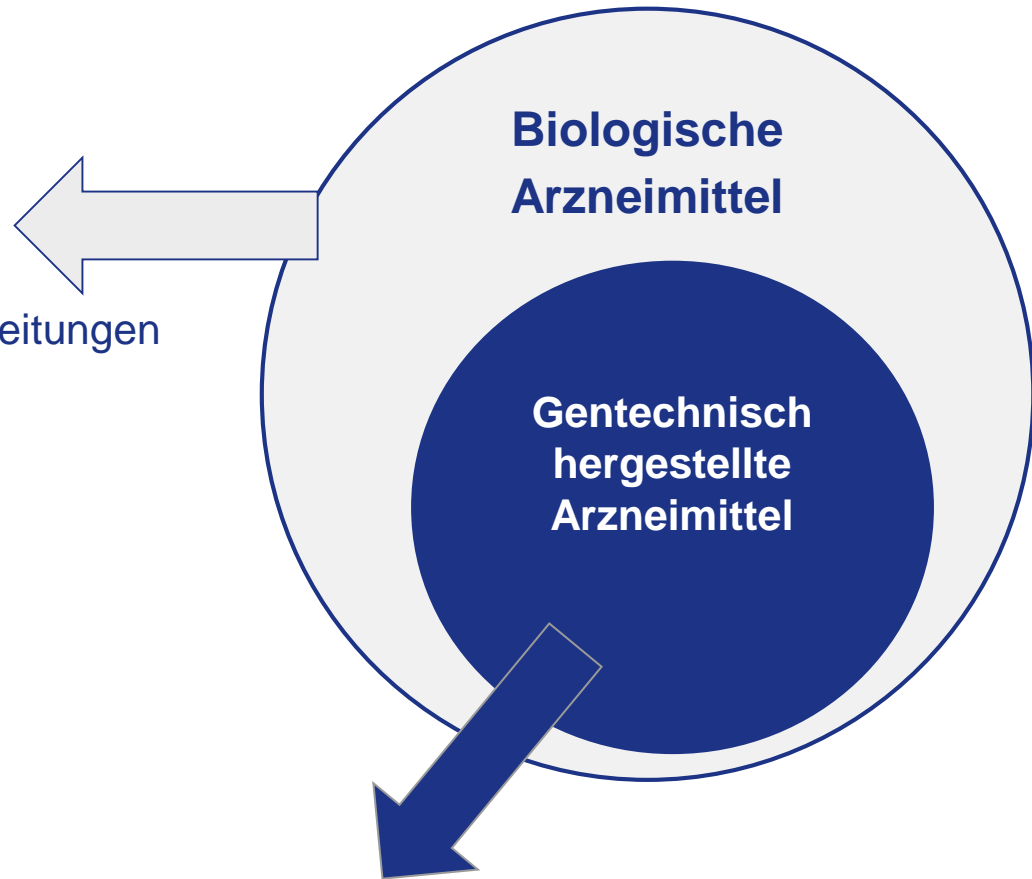 Biologische
Arzneimittel
eitungen
Gentechnisch
hergestellte
Arzneimittel